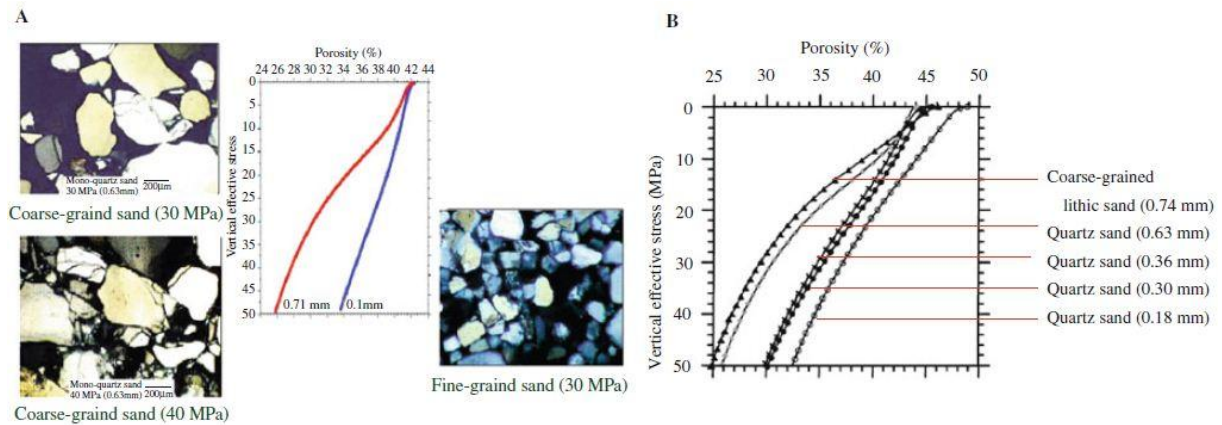 A
Mono-quartz sand
30 MPa (0.63mm) 200μm
Coarse-graind sand (30 MPa)
Mono-quartz sand
40 MPa (0.63mm) 200μm
Coarse-graind sand (40 MPa)
Porosity (%)
24 26 28 30 32 34 36 38 40 42 44
Vertical effective stress
0
5
10
15
20
25
30
35
40
45
50
0.71 mm 0.1mm
Fine-graind sand (30 MPa)
B
Porosity (%)
25 30 35 40 45 50
Vertical effective stress (MPa)
0
10
20
30
40
50
Coarse-grained
lithic sand (0.74 mm)
Quartz sand (0.63 mm)
Quartz sand (0.36 mm)
Quartz sand (0.30 mm)
Quartz sand (0.18 mm)